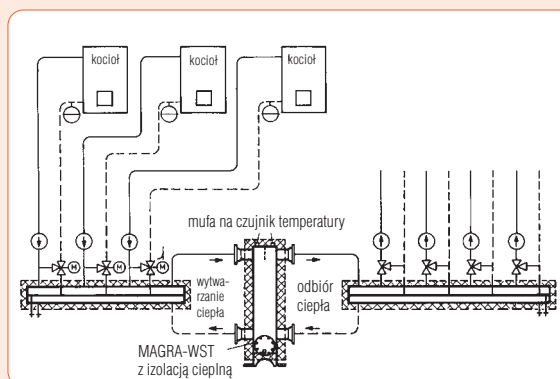 kocioł
kocioł
kocioł
mufa na czujnik temperatury
M
M
M
wytwa-
rzanie
ciepła
odbiór
ciepła
MAGRA-WST
z izolacją cieplną